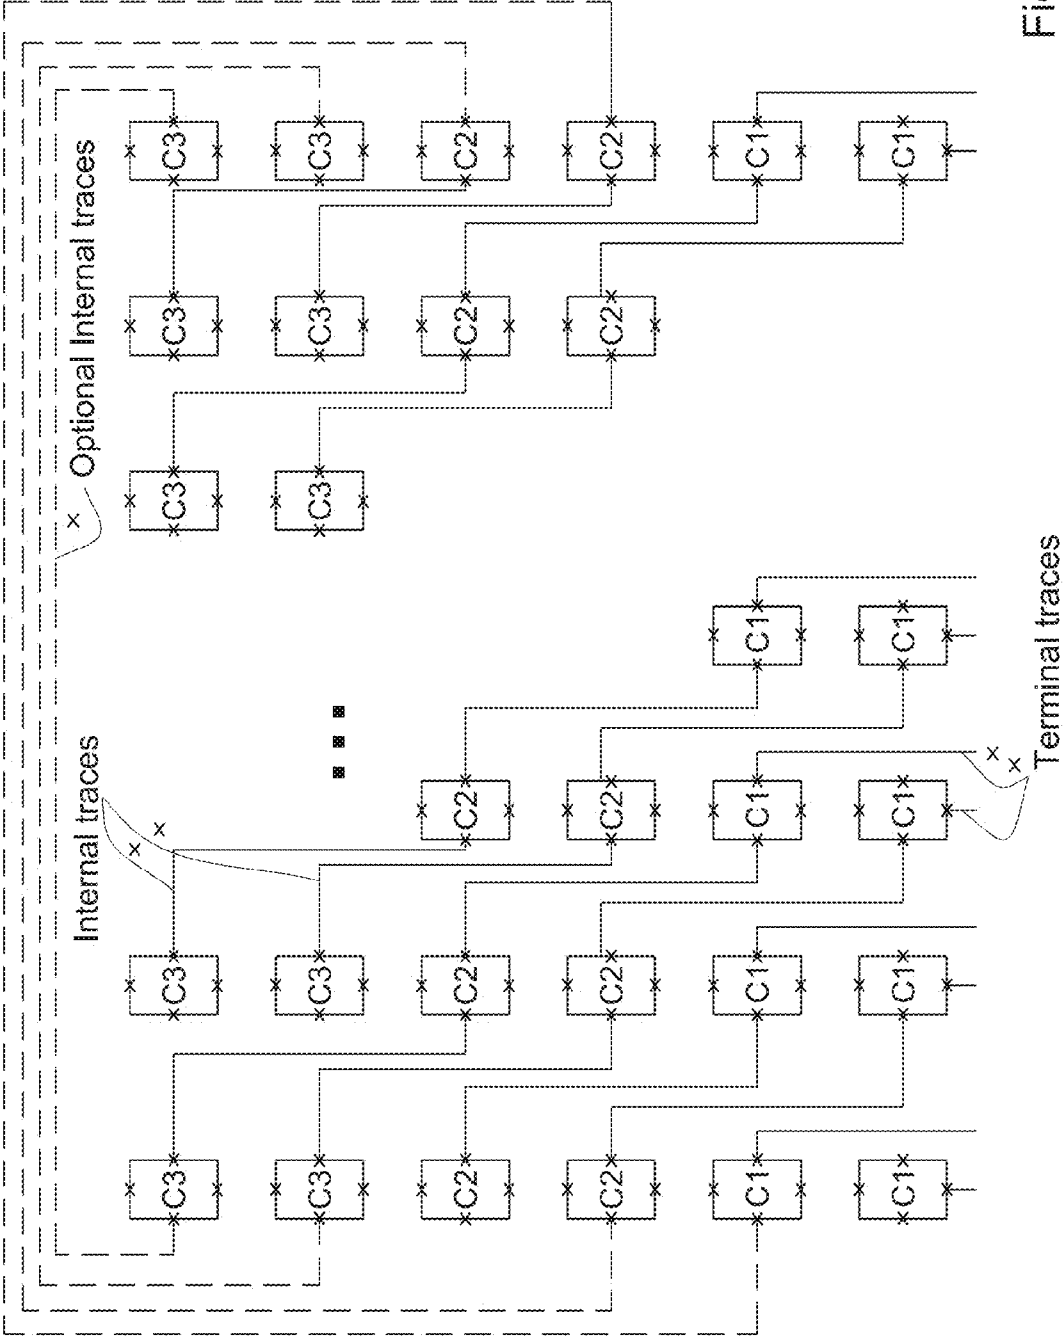 Internal traces
Optional Internal traces
C3 C3 C3 C3 C3
C3 C3 C3 C3 C3
C2 C2 C2 C2 C2
C2 C2 C2 C2 C2
C1 C1 C1 C1 C1
C1 C1 C1 C1 C1
Terminal traces